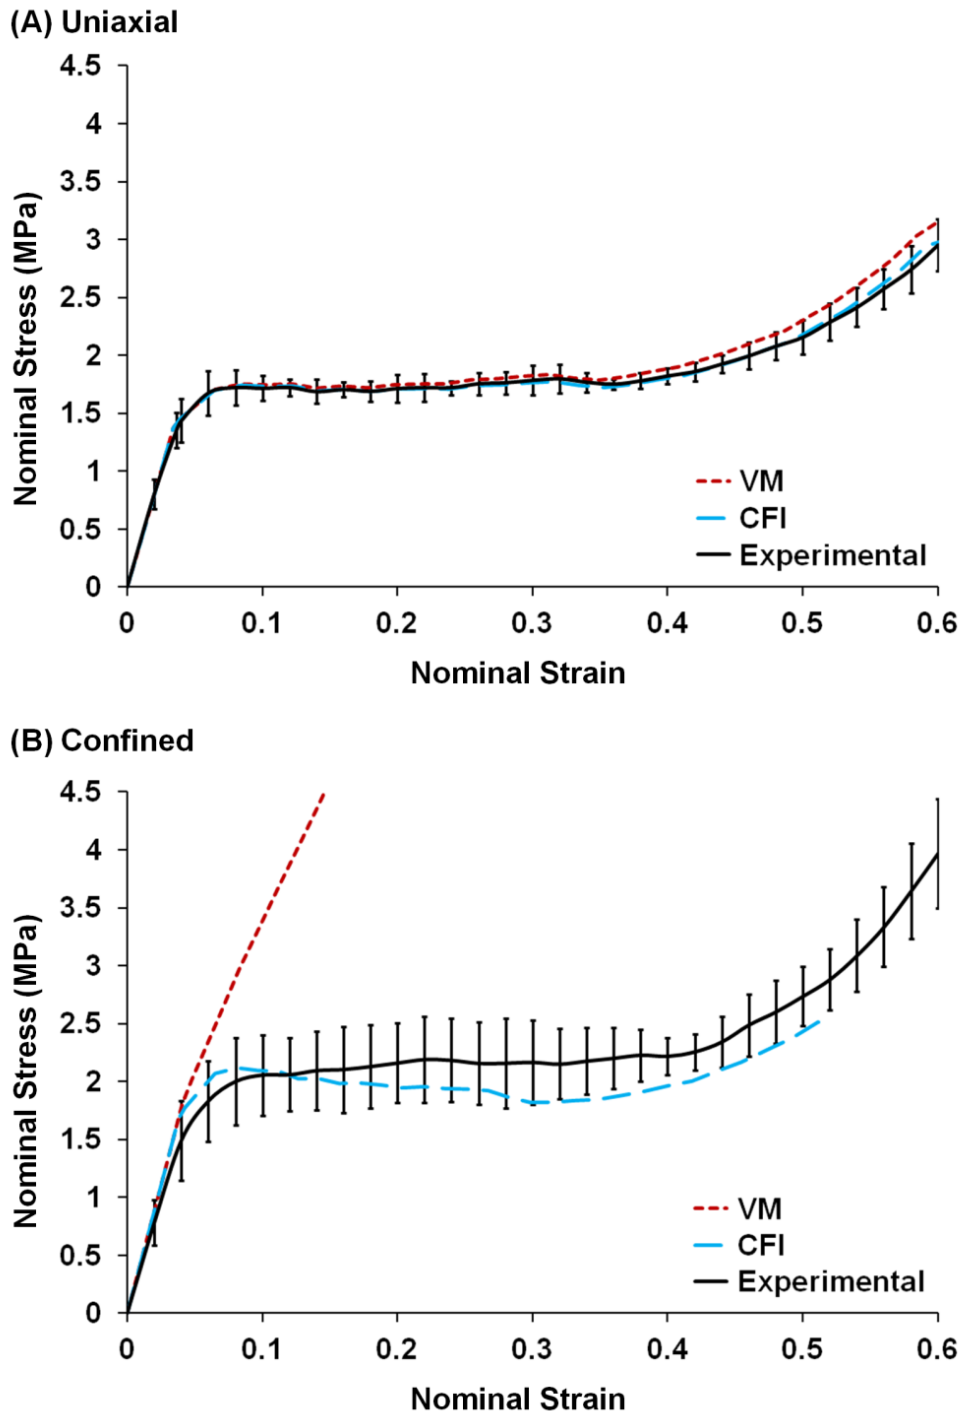 (A) Uniaxial
4.5
4
3.5
3
2.5
2
1.5
1
0.5
0
Nominal Stress (MPa)
VM
CFI
Experimental
0 0.1 0.2 0.3 0.4 0.5 0.6
Nominal Strain
(B) Confined
4.5
4
3.5
3
2.5
2
1.5
1
0.5
0
Nominal Stress (MPa)
VM
CFI
Experimental
0 0.1 0.2 0.3 0.4 0.5 0.6
Nominal Strain